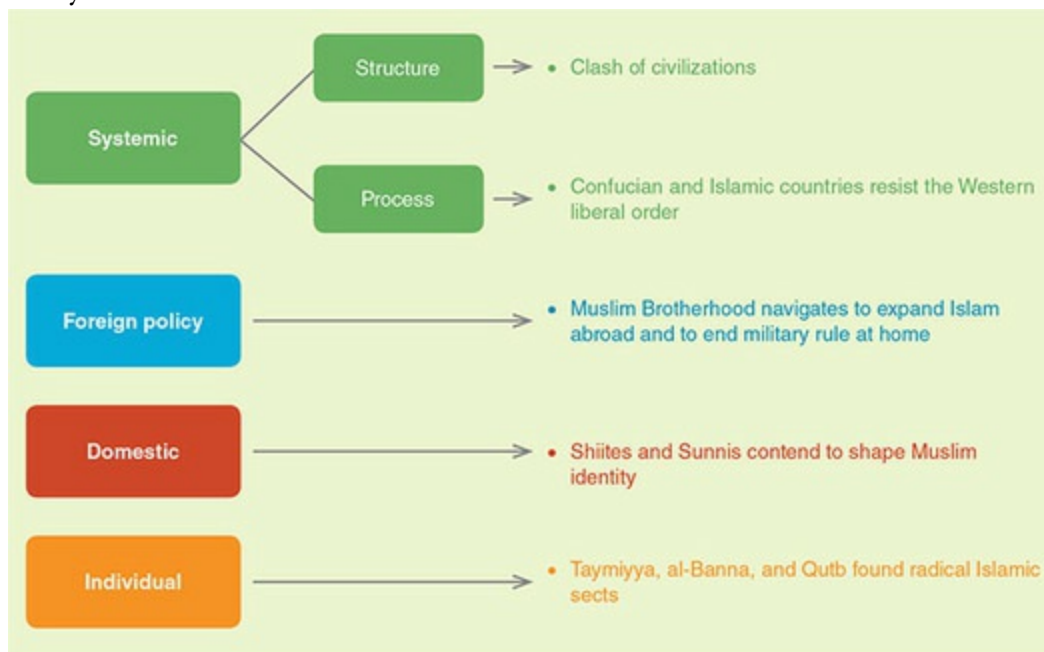 Structure
• Clash of civilizations
Systemic
Process
• Confucian and Islamic countries resist the Western
liberal order
Foreign policy
• Muslim Brotherhood navigates to expand Islam
abroad and to end military rule at home
Domestic
• Shiites and Sunnis contend to shape Muslim
identity
Individual
• Taymiyya, al-Banna, and Qutb found radical Islamic
sects